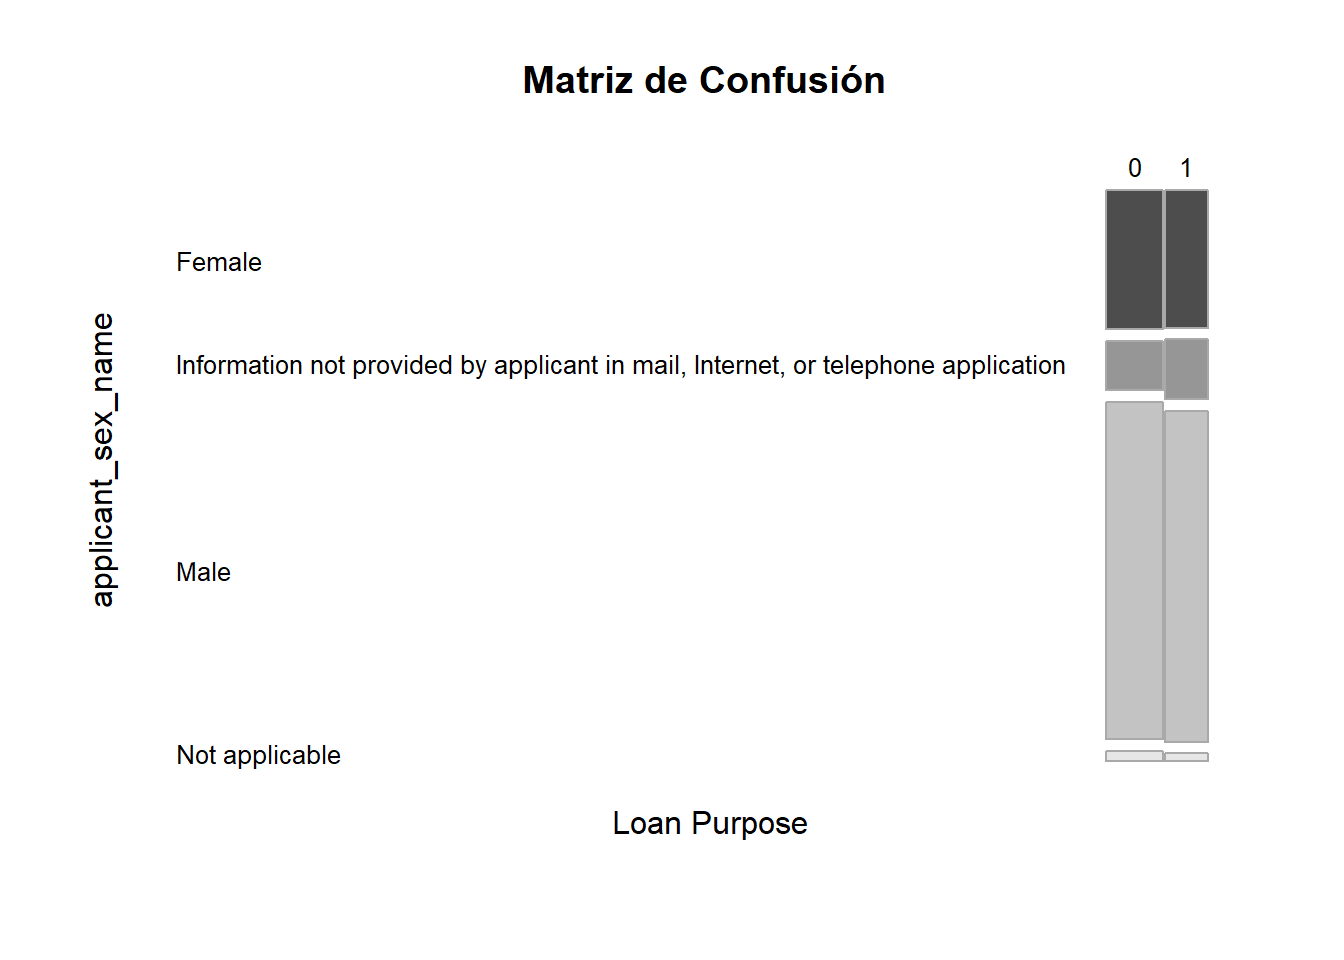 Matriz de Confusión
0 1
Female
Information not provided by applicant in mail, Internet, or telephone application
Male
Not applicable
applicant_sex_name
Loan Purpose